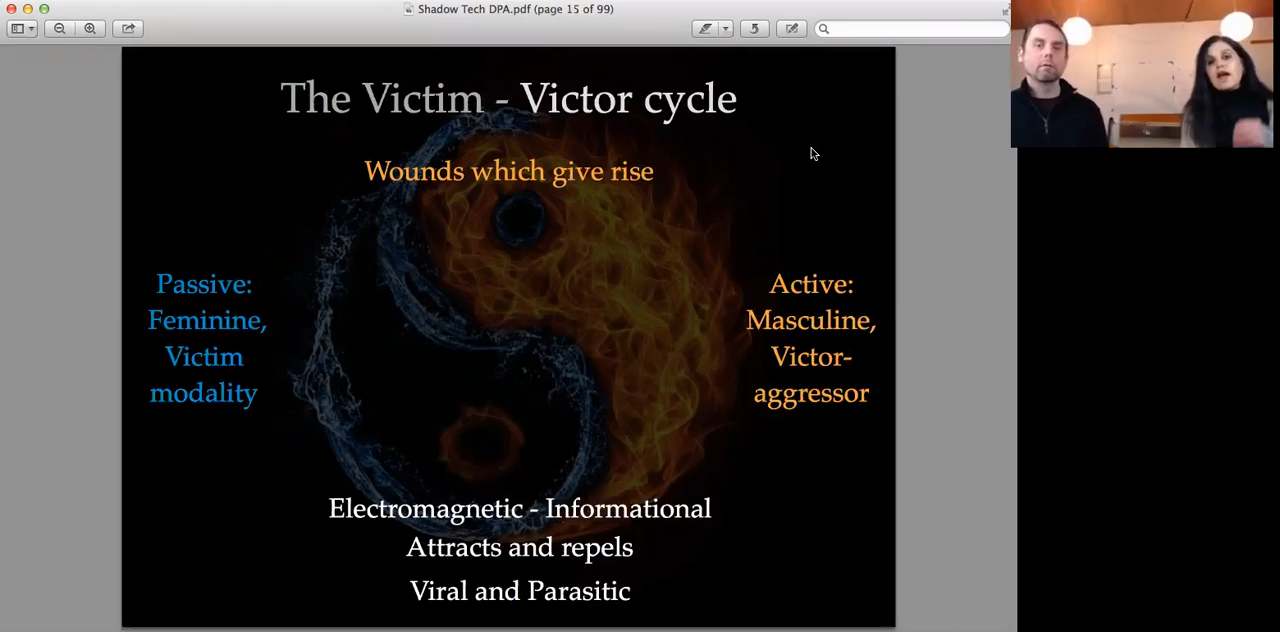 Shadow Tech DPA.pdf (page 15 of 99)
The Victim - Victor cycle
Wounds which give rise
Passive:
Feminine,
Victim
modality
Active:
Masculine,
Victor-
aggressor
Electromagnetic - Informational
Attracts and repels
Viral and Parasitic